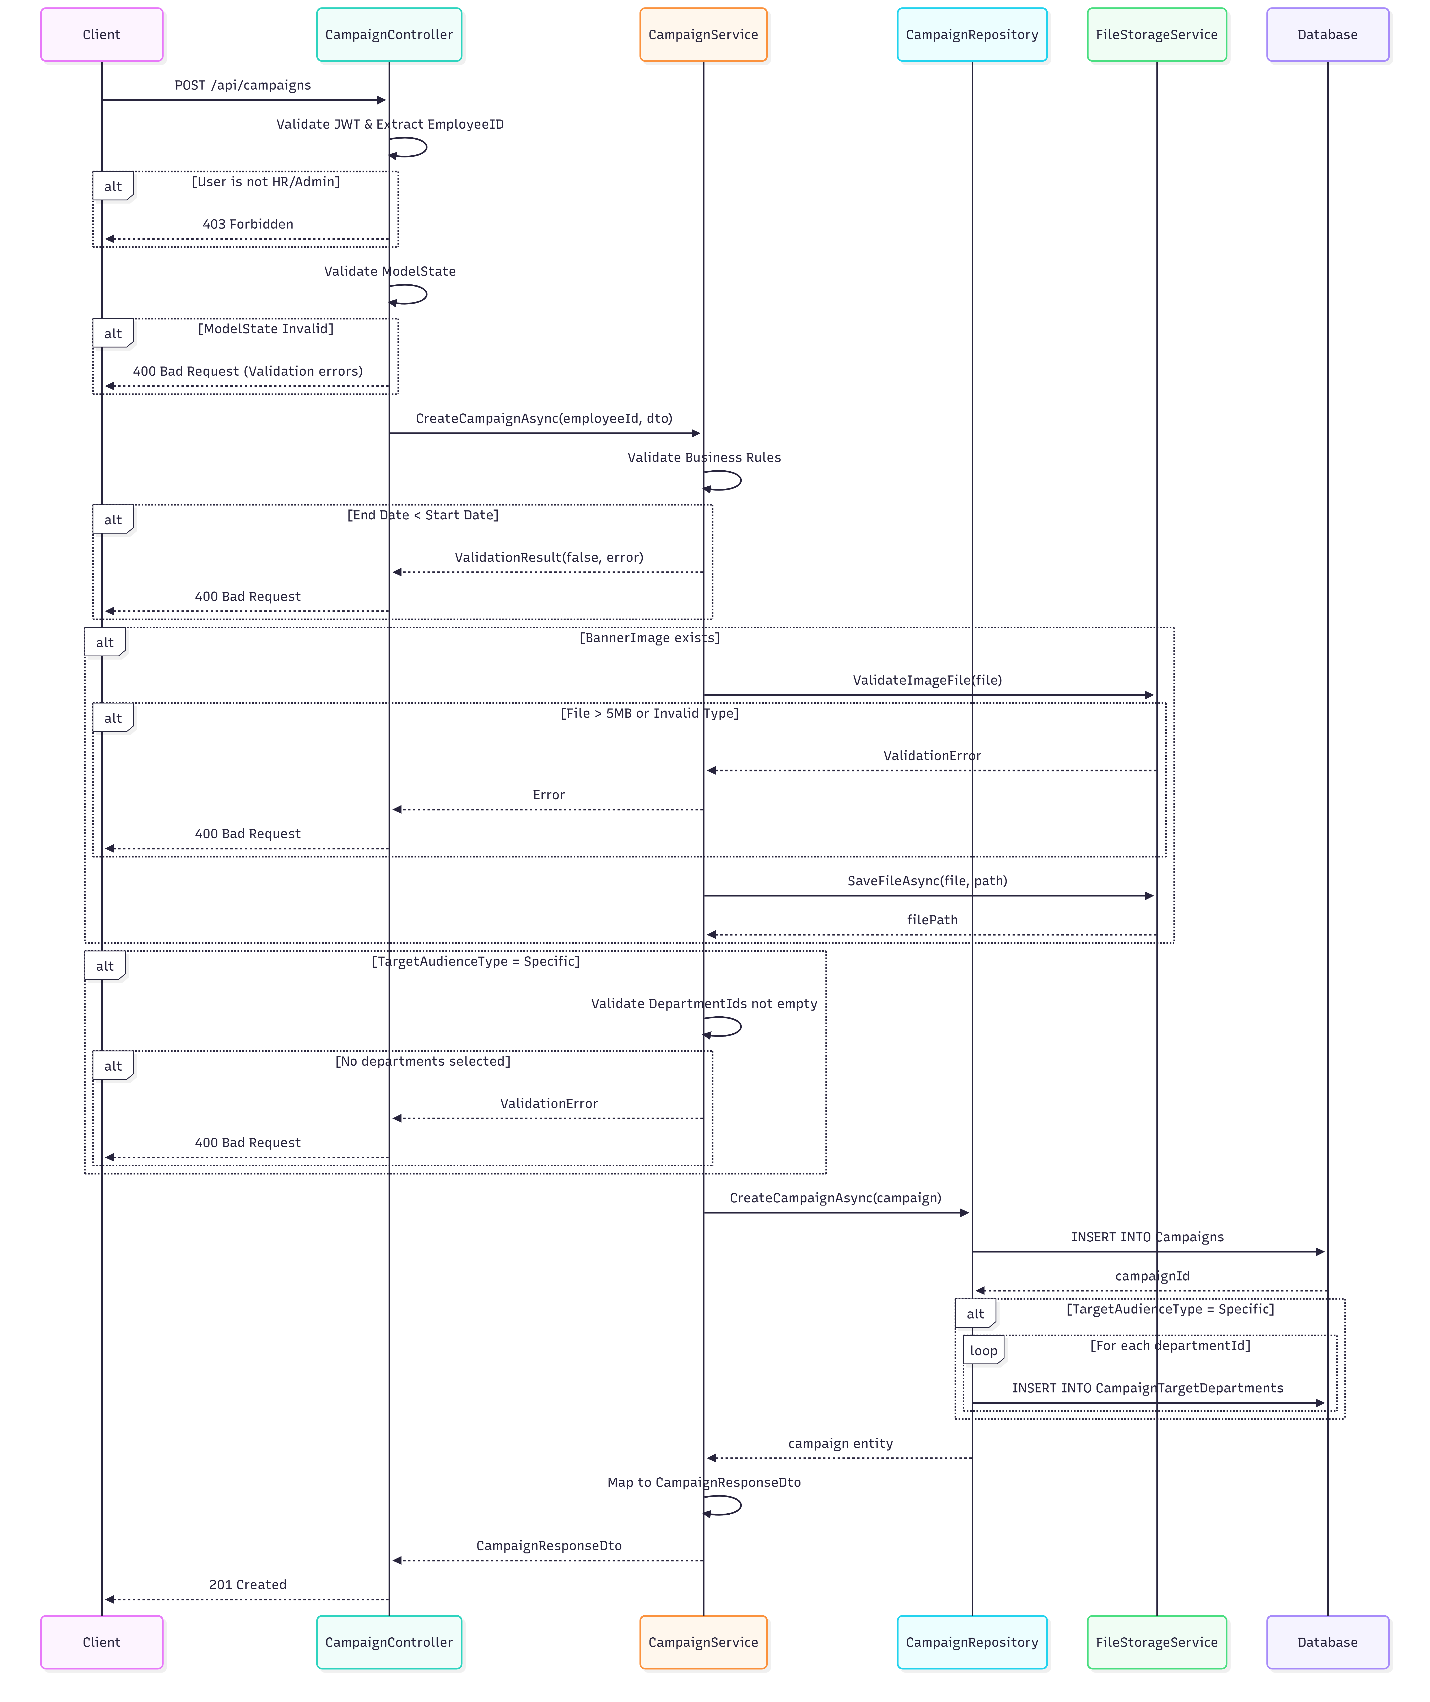 Client
CampaignController
CampaignService
CampaignRepository
FileStorageService
Database
POST /api/campaigns
Validate JWT & Extract EmployeeID
alt
[User is not HR/Admin]
403 Forbidden
Validate ModelState
alt
[ModelState Invalid]
400 Bad Request (Validation errors)
CreateCampaignAsync(employeeId, dto)
Validate Business Rules
alt
[End Date < Start Date]
ValidationResult(false, error)
400 Bad Request
alt
[BannerImage exists]
ValidateImageFile(file)
alt
[File > 5MB or Invalid Type]
ValidationError
Error
400 Bad Request
SaveFileAsync(file, path)
filePath
alt
[TargetAudienceType = Specific]
Validate DepartmentIds not empty
alt
[No departments selected]
ValidationError
400 Bad Request
CreateCampaignAsync(campaign)
INSERT INTO Campaigns
campaignId
alt
[TargetAudienceType = Specific]
loop
[For each departmentId]
INSERT INTO CampaignTargetDepartments
campaign entity
Map to CampaignResponseDto
CampaignResponseDto
201 Created
Client
CampaignController
CampaignService
CampaignRepository
FileStorageService
Database